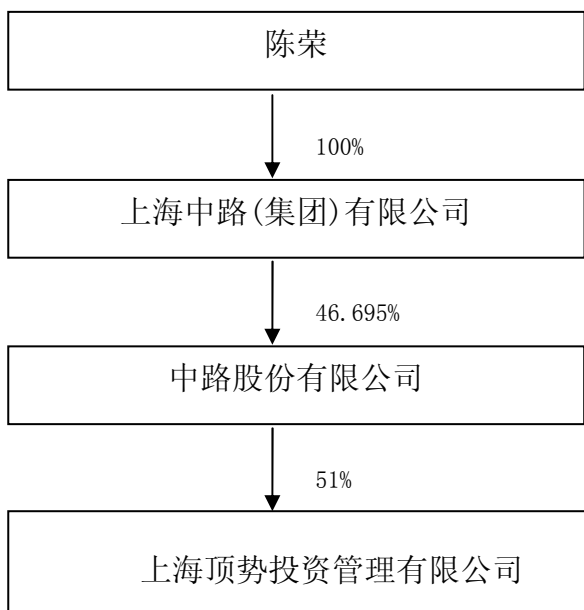 陈荣
100%
上海中路(集团)有限公司
46.695%
中路股份有限公司
51%
上海顶势投资管理有限公司